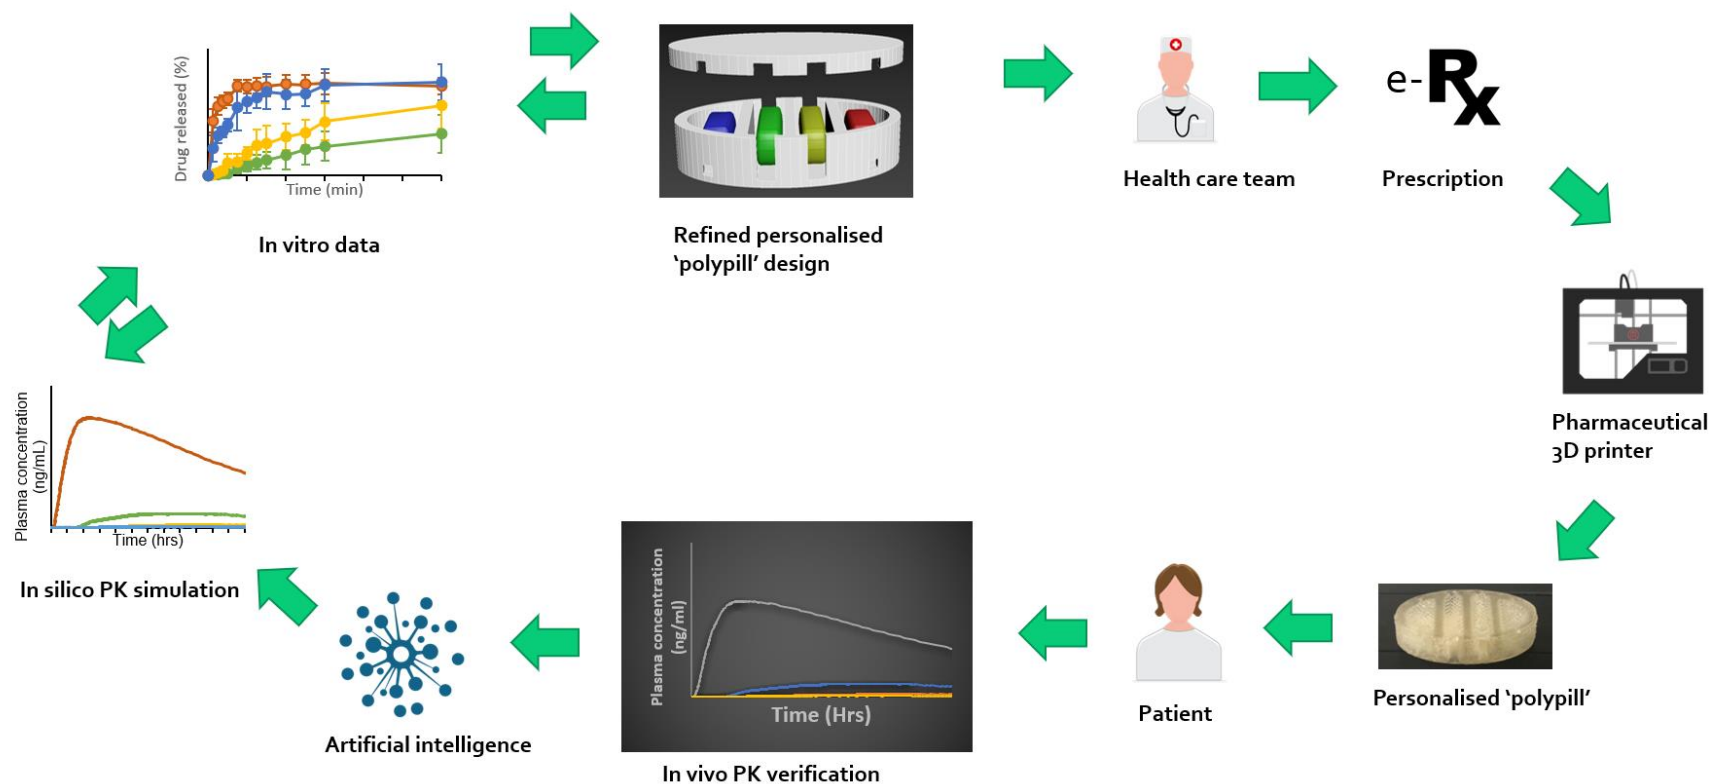 Drug released (%)
Time (min)
In vitro data
Refined personalised
‘polypill’ design
Health care team
e-Rx
Prescription
Pharmaceutical
3D printer
Personalised ‘polypill’
Patient
Plasma concentration
(ng/ml)
Time (Hrs)
In vivo PK verification
Artificial intelligence
Plasma concentration
(ng/mL)
Time (hrs)
In silico PK simulation